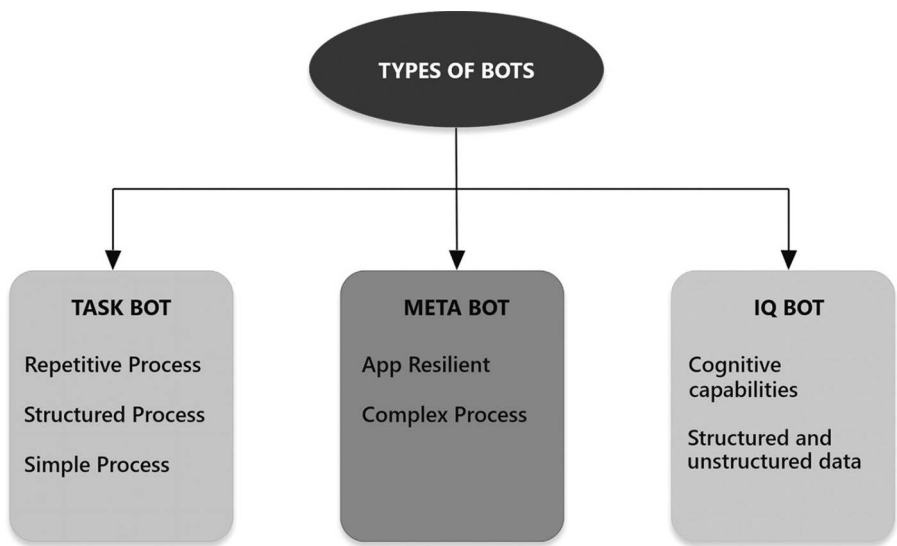 TYPES OF BOTS
TASK BOT
Repetitive Process
Structured Process
Simple Process
META BOT
App Resilient
Complex Process
IQ BOT
Cognitive
capabilities
Structured and
unstructured data